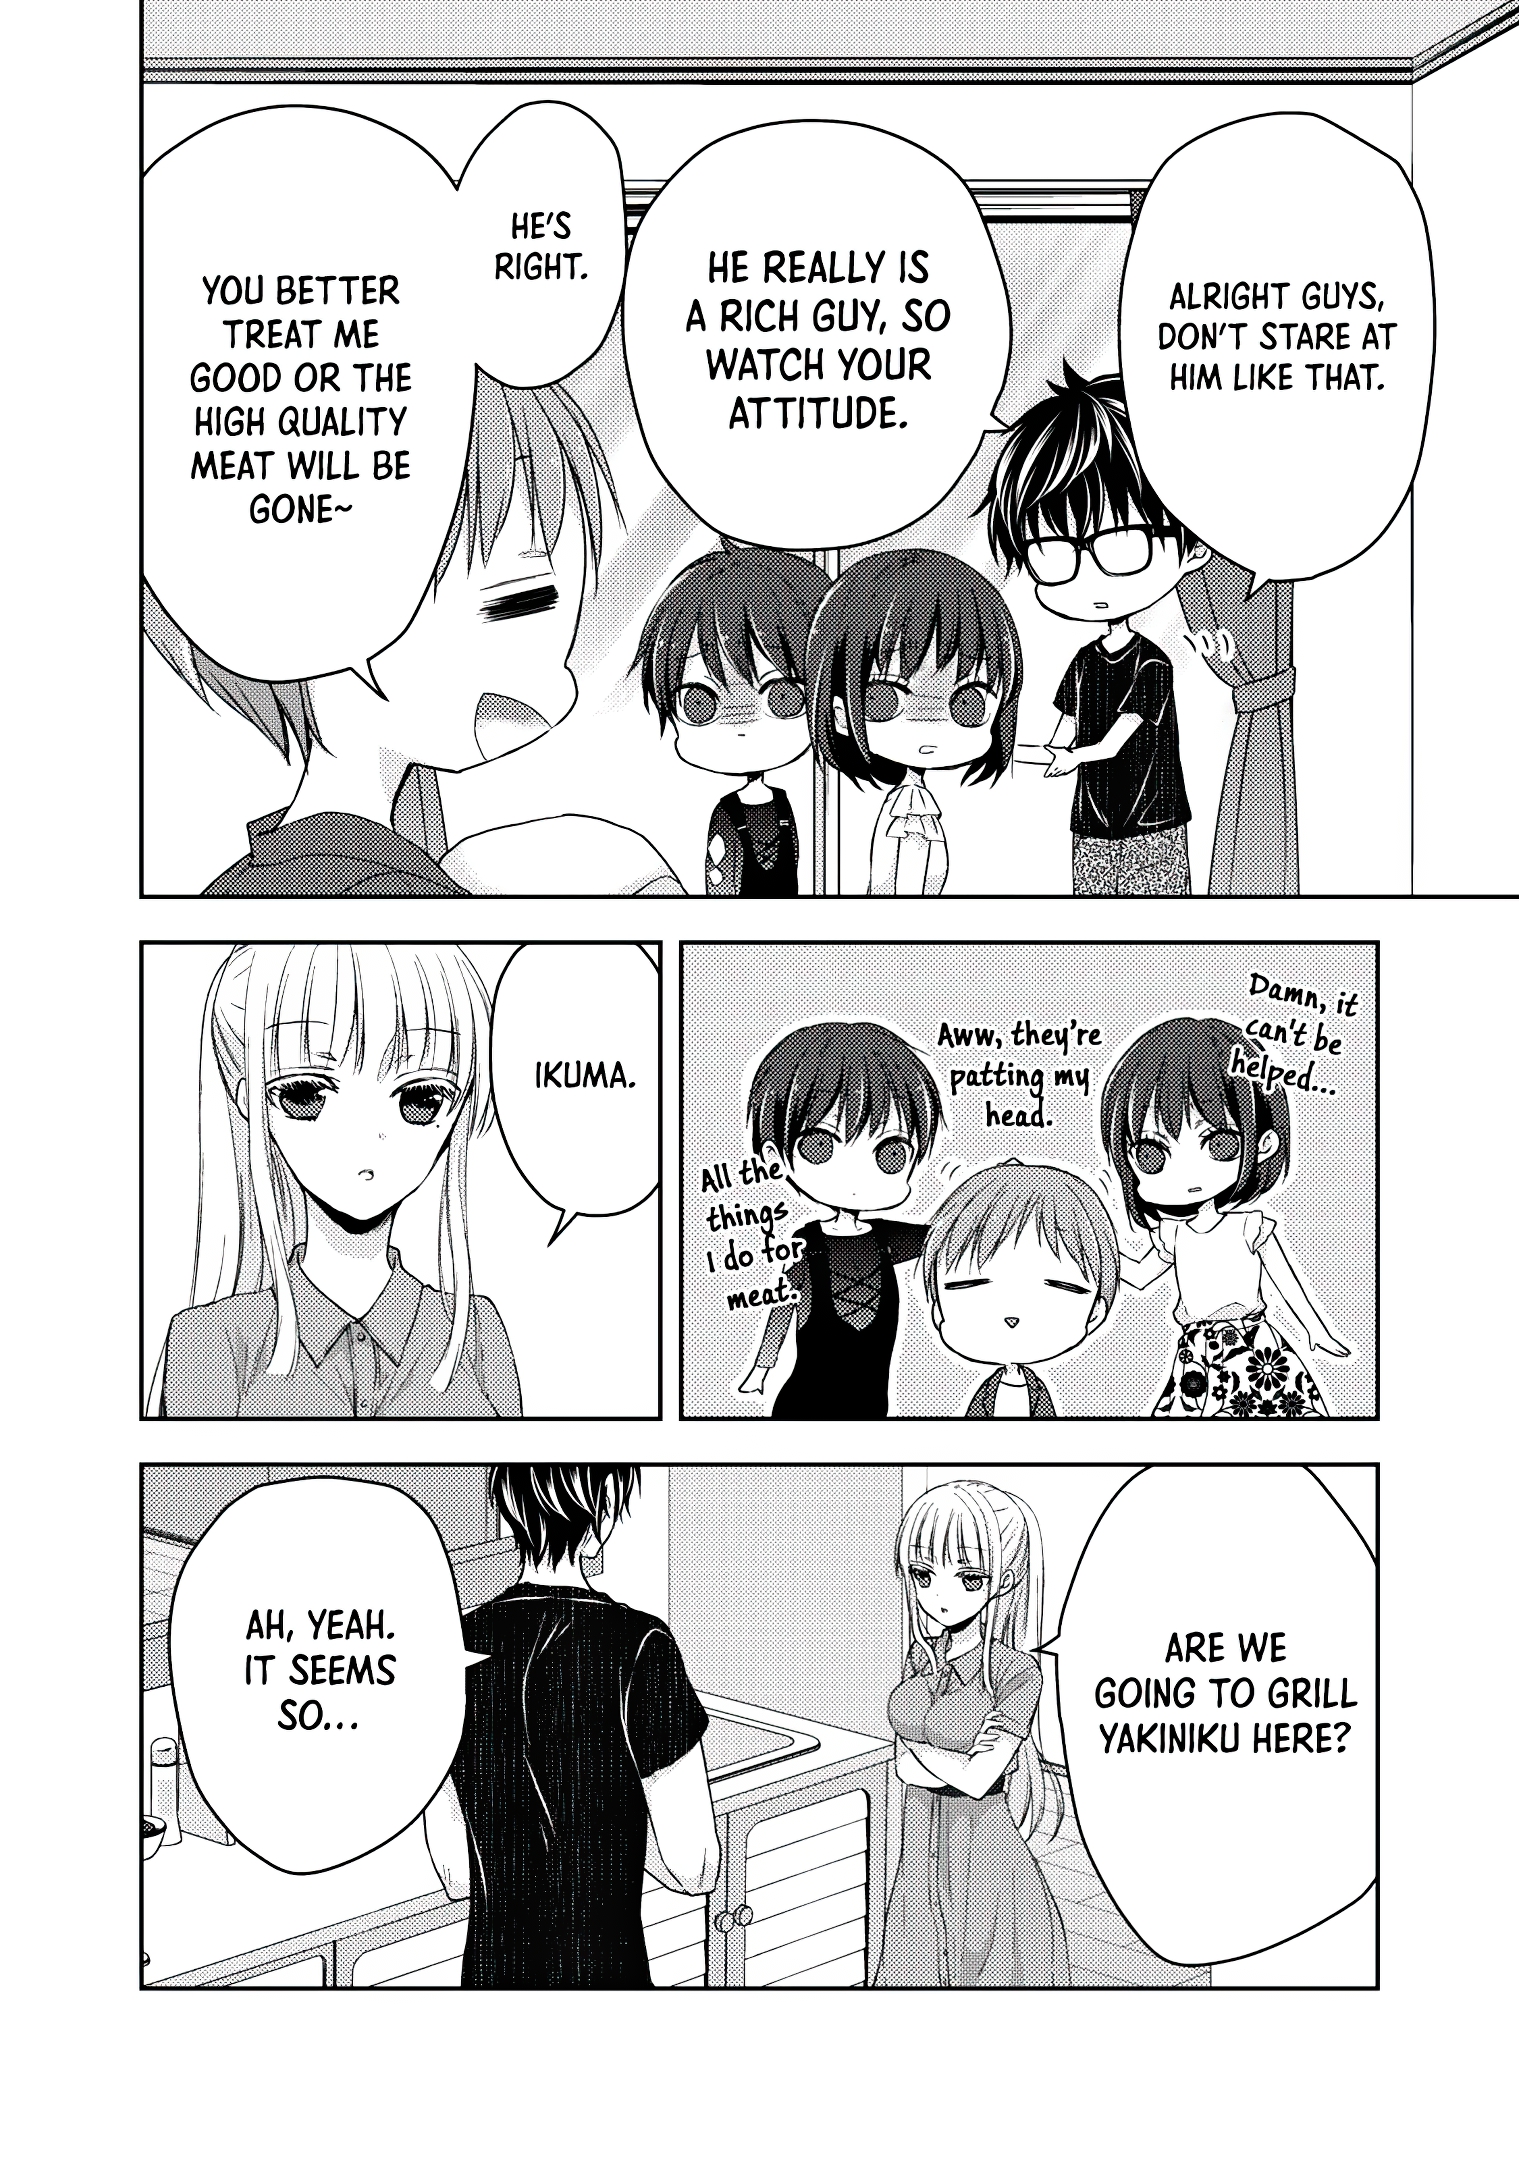 ALRIGHT GUYS,
DON'T STARE AT
HIM LIKE THAT.
HE REALLY IS
A RICH GUY, SO
WATCH YOUR
ATTITUDE.
HE'S
RIGHT.
YOU BETTER
TREAT ME
GOOD OR THE
HIGH QUALITY
MEAT WILL BE
GONE~
Damn, it
can't be
helped...
Aww, they're
patting my
head.
All the
things
I do for
meat.
IKUMA.
ARE WE
GOING TO GRILL
YAKINIKU HERE?
AH, YEAH.
IT SEEMS
SO...